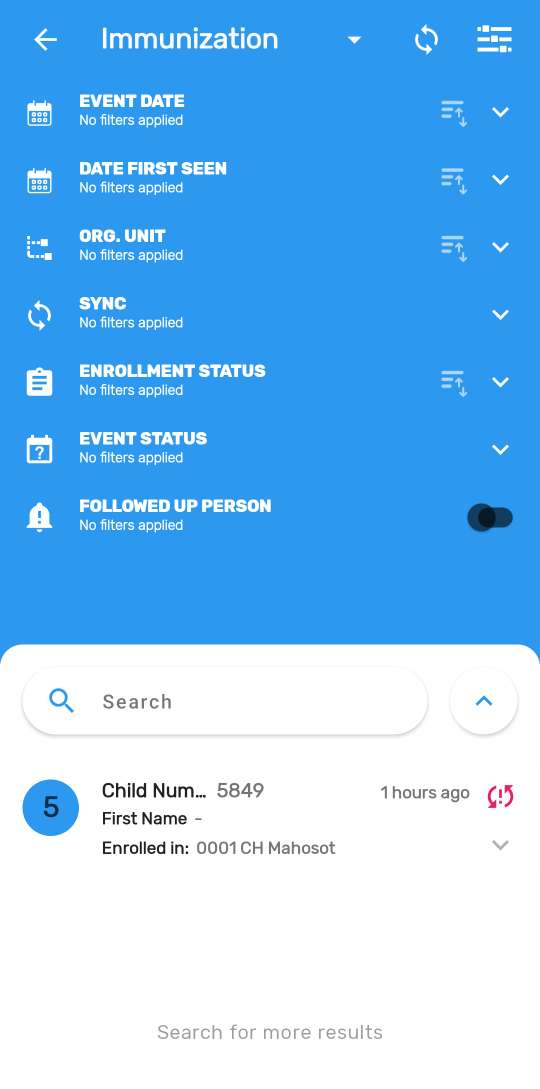 Immunization
EVENT DATE
No filters applied
DATE FIRST SEEN
No filters applied
ORG. UNIT
No filters applied
SYNC
No filters applied
ENROLLMENT STATUS
No filters applied
EVENT STATUS
No filters applied
FOLLOWED UP PERSON
No filters applied
Search
5 Child Num... 5849 1 hours ago
First Name -
Enrolled in: 0001 CH Mahosot
Search for more results